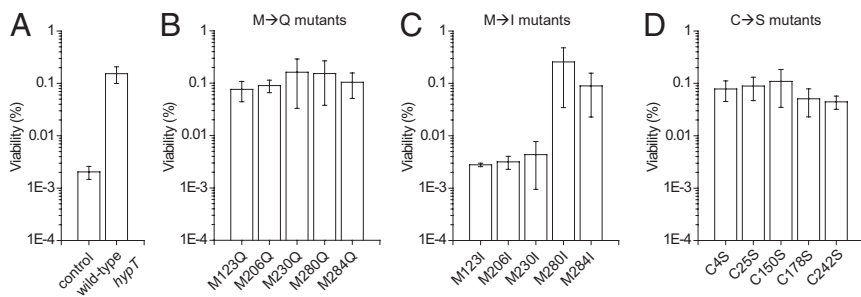 A
Viability (%)
1
0.1
0.01
1E-3
1E-4
control
wild-type
hypT
B
M→Q mutants
Viability (%)
1
0.1
0.01
1E-3
1E-4
M123Q
M206Q
M230Q
M280Q
M284Q
C
M→I mutants
Viability (%)
1
0.1
0.01
1E-3
1E-4
M123I
M206I
M230I
M280I
M284I
D
C→S mutants
Viability (%)
1
0.1
0.01
1E-3
1E-4
C4S
C25S
C150S
C178S
C242S